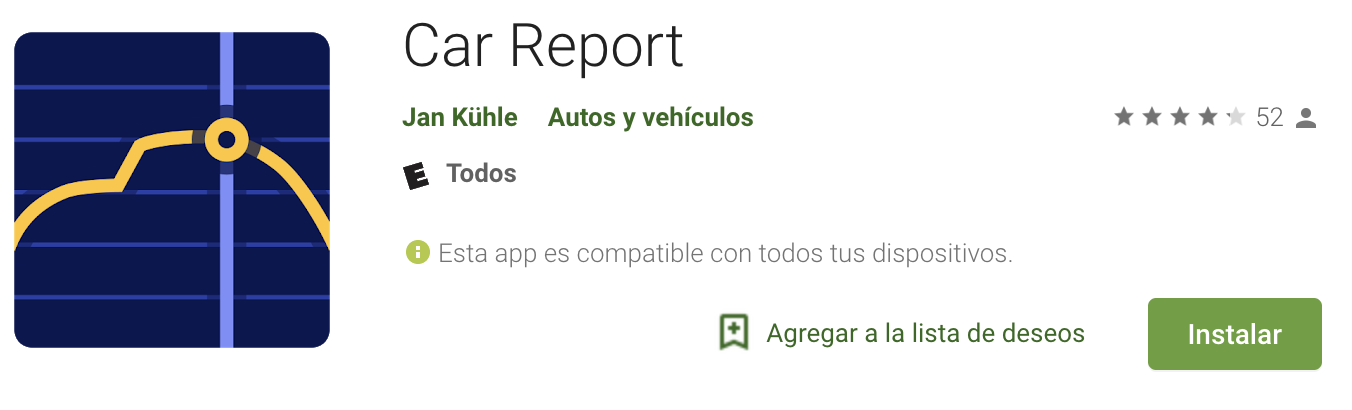 Car Report
Jan Kühle Autos y vehículos 52
E Todos
Esta app es compatible con todos tus dispositivos.
Agregar a la lista de deseos Instalar